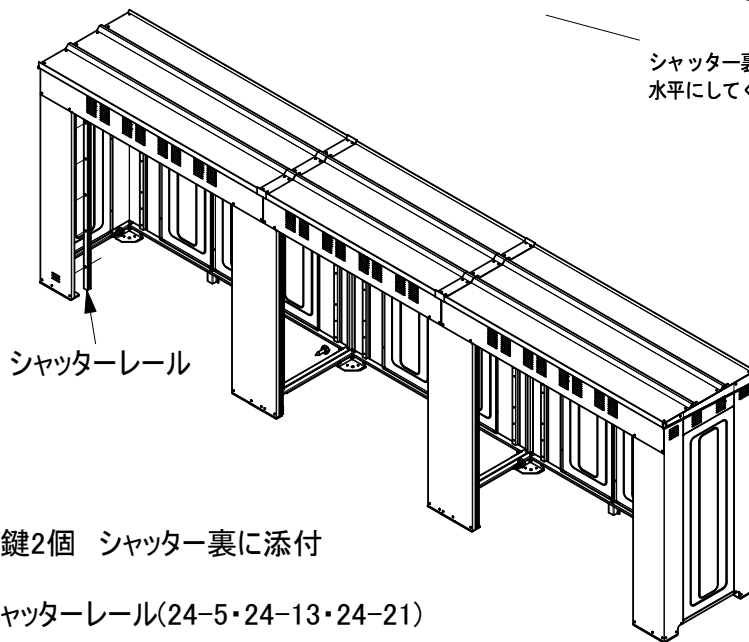 シャッター裏
水平にして
シャッターレール
鍵2個 シャッター裏に添付
ャッターレール(24-5・24-13・24-21)